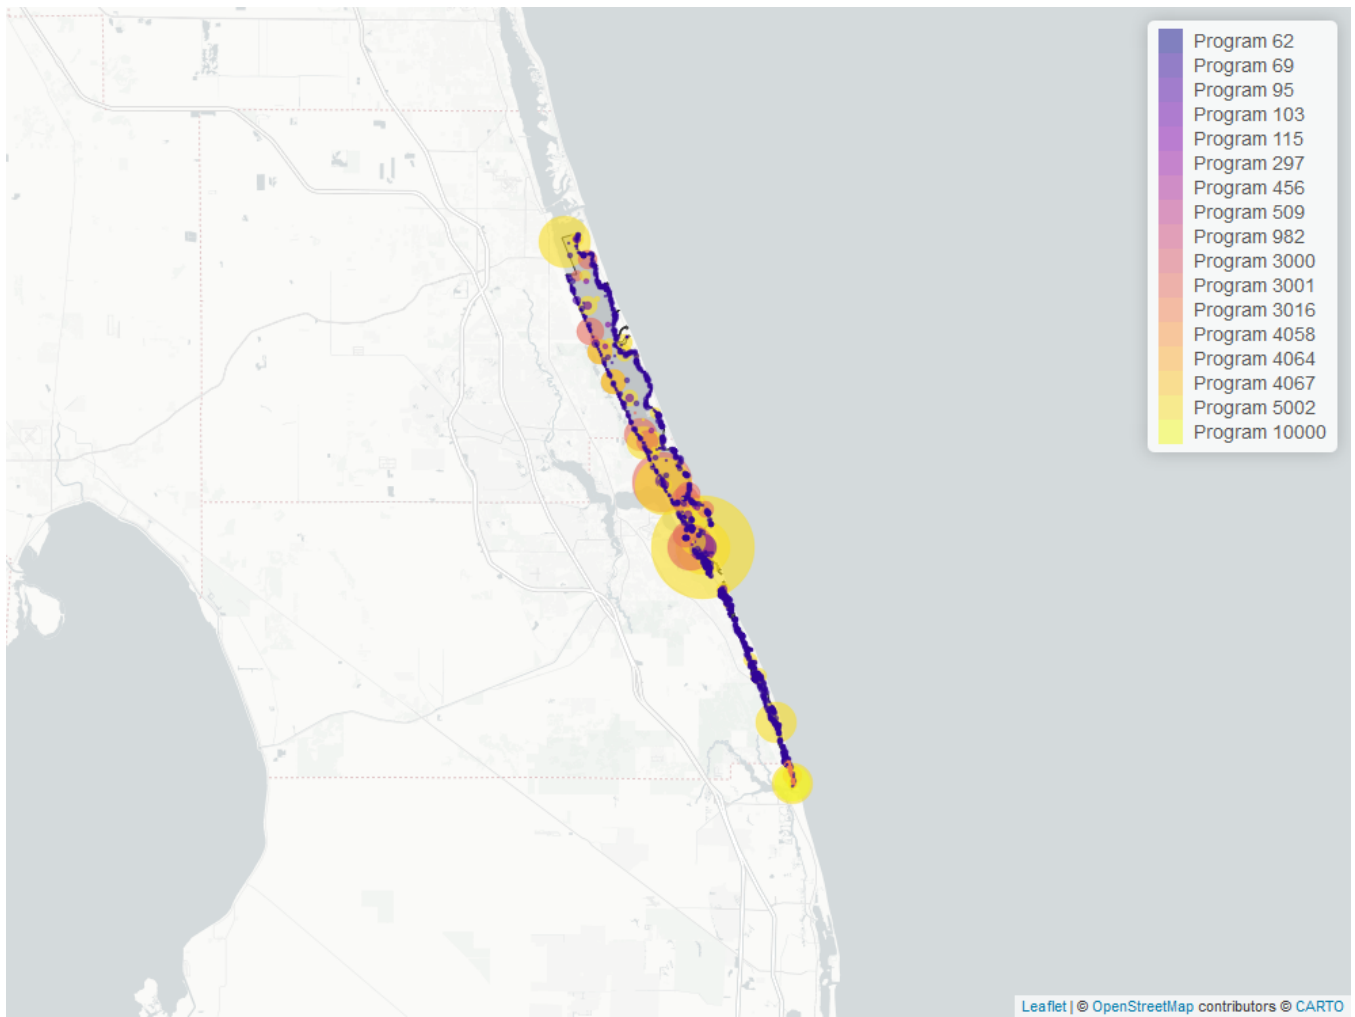 Program 62
Program 69
Program 95
Program 103
Program 115
Program 297
Program 456
Program 509
Program 982
Program 3000
Program 3001
Program 3016
Program 4058
Program 4064
Program 4067
Program 5002
Program 10000
Leaflet | © OpenStreetMap contributors © CARTO